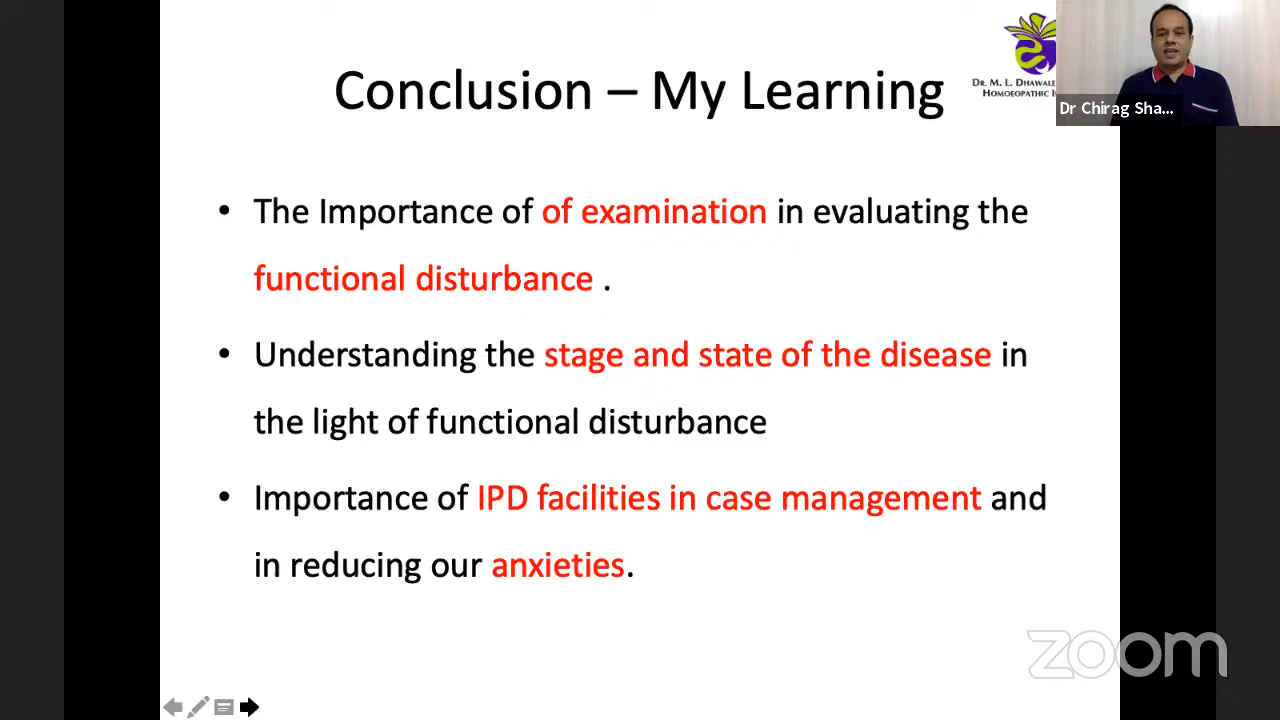 Conclusion – My Learning
DR. M. L. DHAWALE
HOMOEOPATHIC I
Dr Chirag Sha...
• The Importance of of examination in evaluating the
functional disturbance .
• Understanding the stage and state of the disease in
the light of functional disturbance
• Importance of IPD facilities in case management and
in reducing our anxieties.
zoom